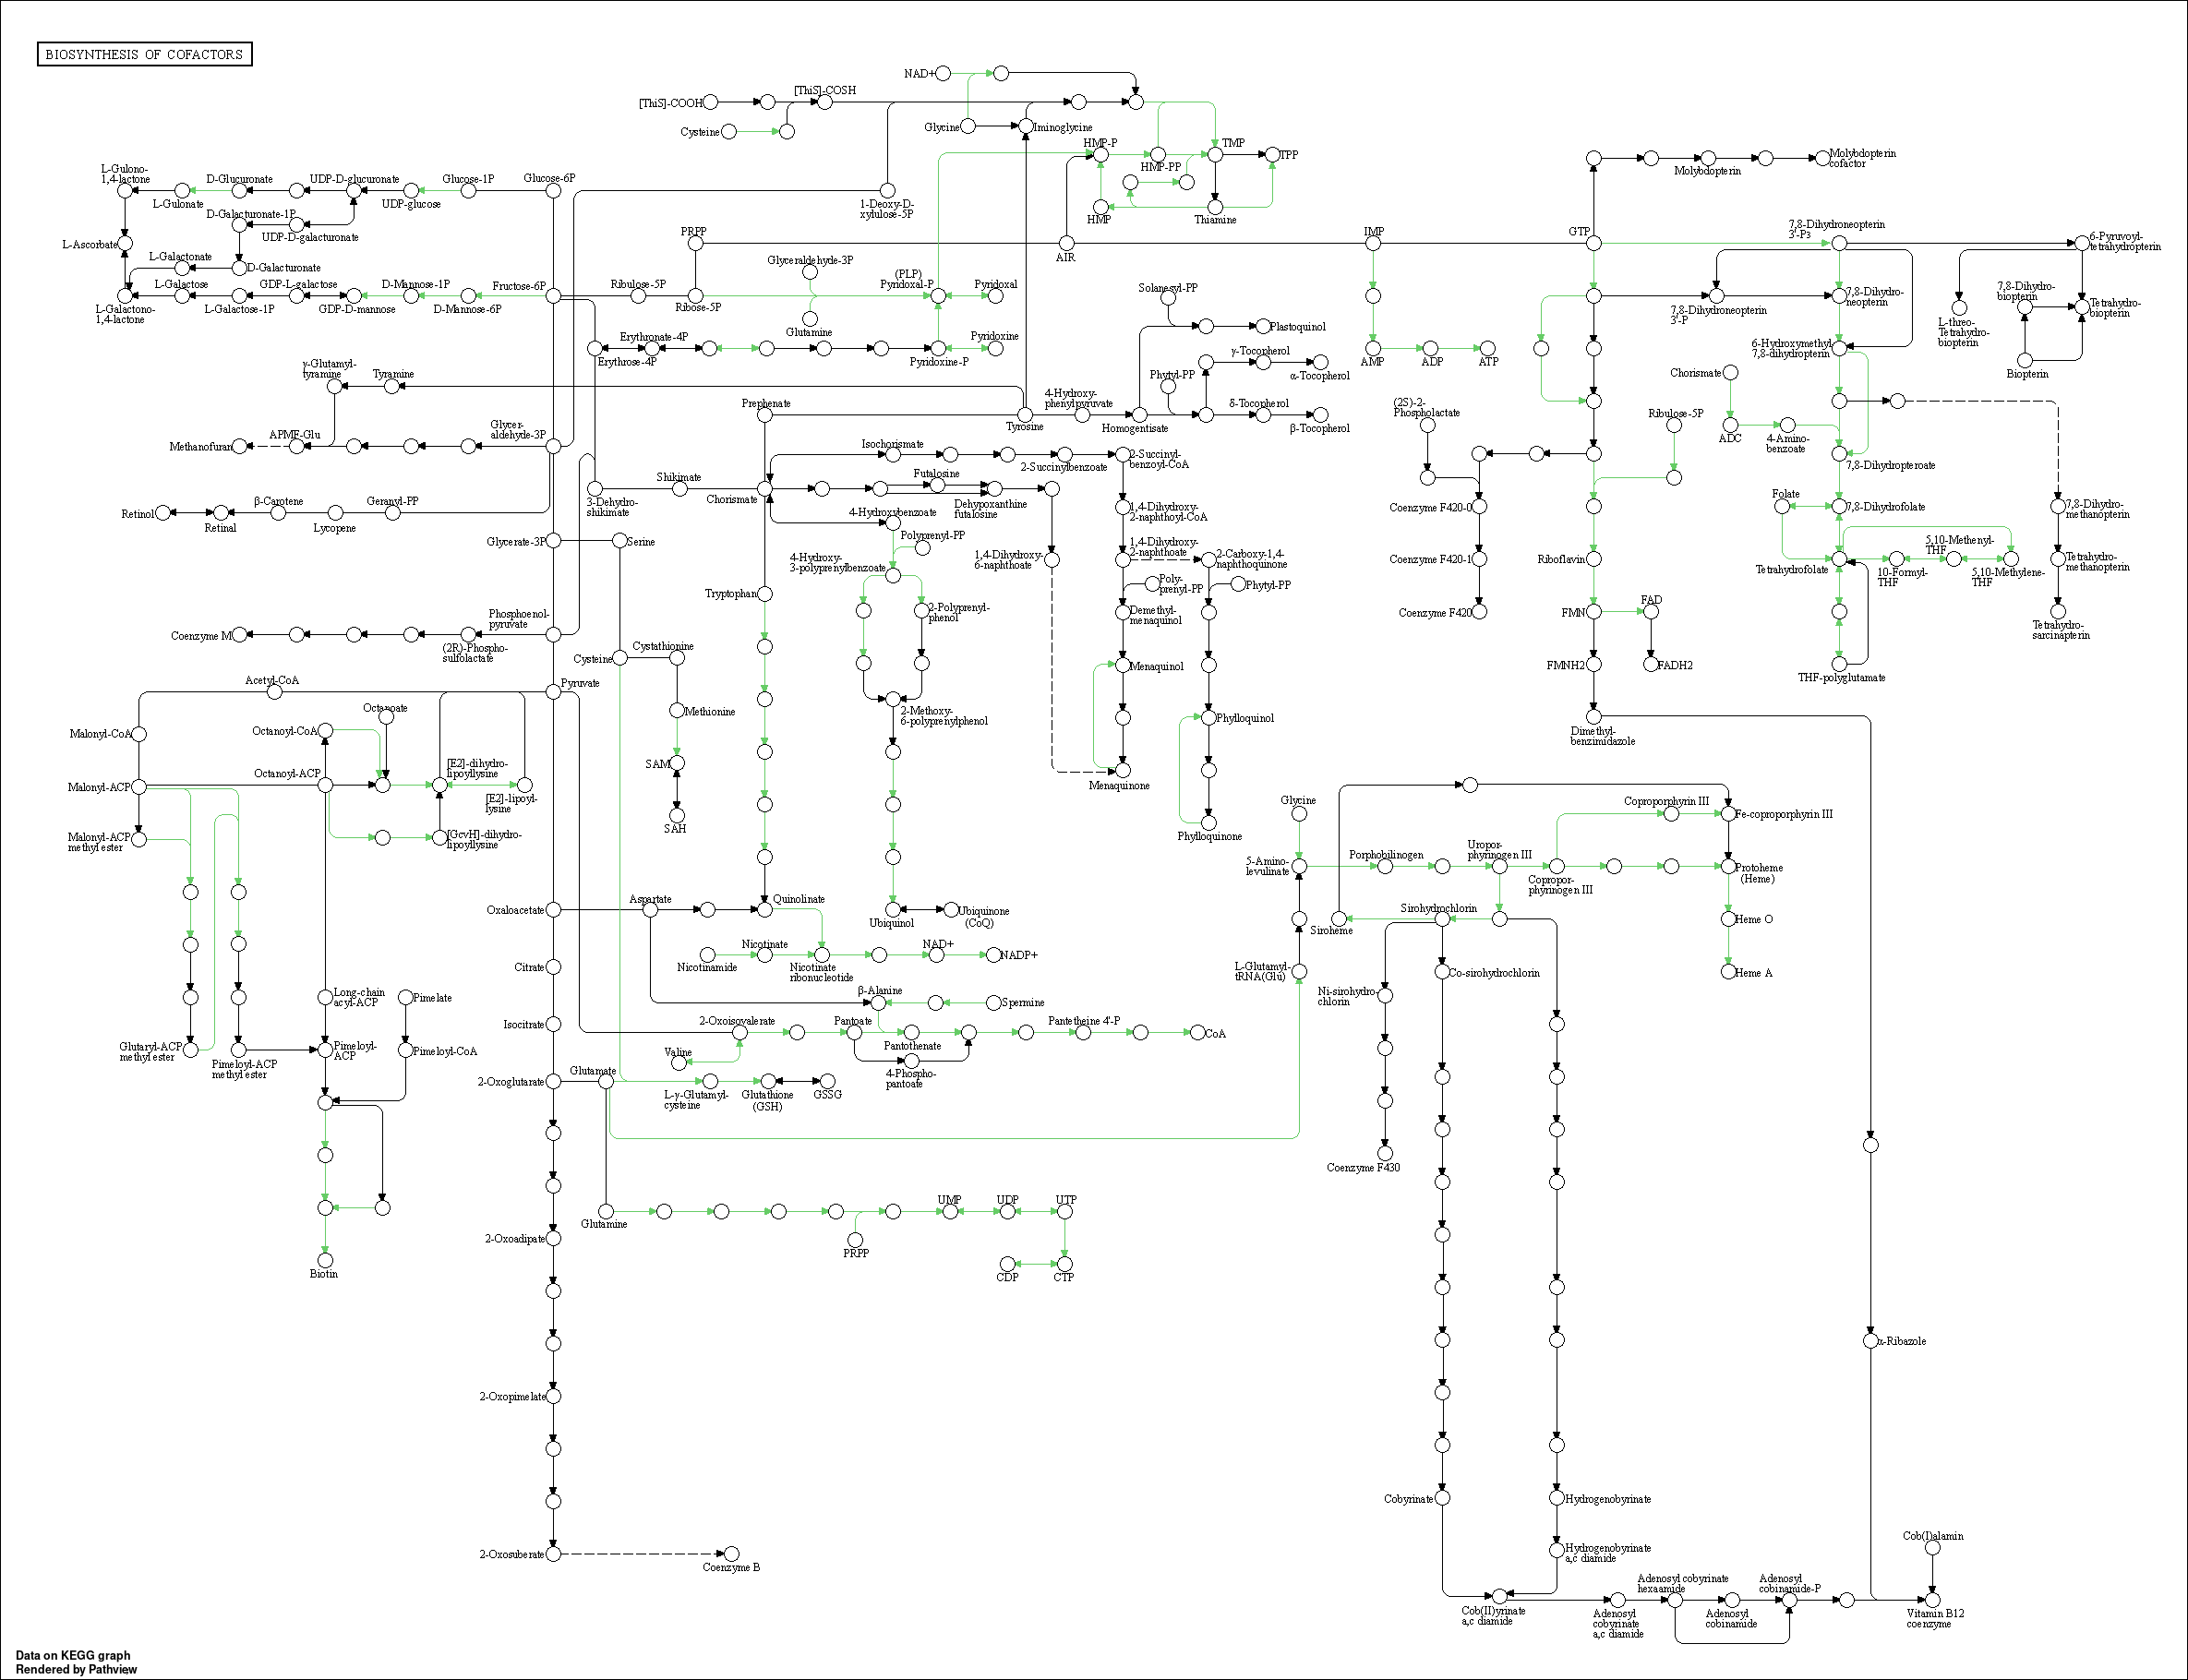 BIOSYNTHESIS OF COFACTORS
NAD+
[ThiS]-COSH
[ThiS]-COOH
Cysteine
Glycine
Iminoglycine
HMP-P
TMP
TPP
HMP-PP
HMP
Thiamine
Molybdopterin
cofactor
Molybdopterin
L-Gulono-
1,4-lactone
D-Glucuronate
UDP-D-glucuronate
Glucose-1P
Glucose-6P
L-Gulonate
UDP-glucose
1-Deoxy-D-
xylulose-5P
D-Galacturonate-1P
UDP-D-galacturonate
L-Ascorbate
L-Galactonate
D-Galacturonate
L-Galactose
GDP-L-galactose
D-Mannose-1P
Fructose-6P
L-Galactono-
1,4-lactone
L-Galactose-1P
GDP-D-mannose
D-Mannose-6P
PRPP
AIR
IMP
GTP
7,8-Dihydroneopterin
3'-P3
6-Pyruvoyl-
tetrahydropterin
Glyceraldehyde-3P
(PLP)
Pyridoxal-P
Pyridoxal
Ribulose-5P
Ribose-5P
Glutamine
Erythronate-4P
Erythrose-4P
Pyridoxine-P
Pyridoxine
Solanesyl-PP
Plastoquinol
γ-Tocopherol
α-Tocopherol
Phytyl-PP
δ-Tocopherol
β-Tocopherol
AMP
ADP
ATP
7,8-Dihydroneopterin
3'-P
7,8-Dihydro-
neopterin
7,8-Dihydro-
biopterin
Tetrahydro-
biopterin
L-threo-
Tetrahydro-
biopterin
Biopterin
6-Hydroxymethyl
7,8-dihydropterin
Chorismate
γ-Glutamyl-
tyramine
Tyramine
Prephenate
4-Hydroxy-
phenylpyruvate
Tyrosine
Homogentisate
(2S)-2-
Phospholactate
Ribulose-5P
ADC
4-Amino-
benzoate
7,8-Dihydropteroate
Methanofuran
APMF-Glu
Glycer-
aldehyde-3P
Isochorismate
2-Succinylbenzoate
2-Succinyl-
benzoyl-CoA
Shikimate
Chorismate
Futalosine
Dehypoxanthine
futalosine
3-Dehydro-
shikimate
Retinol
Retinal
β-Carotene
Lycopene
Geranyl-PP
4-Hydroxybenzoate
Polyprenyl-PP
1,4-Dihydroxy-
2-naphthoyl-CoA
Coenzyme F420-0
Folate
7,8-Dihydrofolate
7,8-Dihydro-
methanopterin
Glycerate-3P
Serine
4-Hydroxy-
3-polyprenylbenzoate
1,4-Dihydroxy-
6-naphthoate
1,4-Dihydroxy-
2-naphthoate
2-Carboxy-1,4-
naphthoquinone
Coenzyme F420-1
Riboflavin
Tetrahydrofolate
10-Formyl-
THF
5,10-Methenyl-
THF
5,10-Methylene-
THF
Tetrahydro-
methanopterin
Tryptophan
2-Polyprenyl-
phenol
Poly-
prenyl-PP
Phytyl-PP
Demethyl-
menaquinol
Coenzyme F420
FMN
FAD
Tetrahydro-
sarcinapterin
Coenzyme M
(2R)-Phospho-
sulfolactate
Phosphoenol-
pyruvate
Cysteine
Cystathionine
Menaquinol
FMNH2
FADH2
THF-polyglutamate
Acetyl-CoA
Pyruvate
Methionine
2-Methoxy-
6-polyprenylphenol
Phylloquinol
Dimethyl-
benzimidazole
Malonyl-CoA
Octanoyl-CoA
Octanoate
SAM
Menaquinone
Malonyl-ACP
Octanoyl-ACP
[E2]-dihydro-
lipoyllysine
[E2]-lipoyl-
lysine
SAH
Phylloquinone
Malonyl-ACP
methyl ester
[GcvH]-dihydro-
lipoyllysine
Glycine
Coproporphyrin III
Fe-coproporphyrin III
5-Amino-
levulinate
Porphobilinogen
Uropor-
phyrinogen III
Copropor-
phyrinogen III
Protoheme
(Heme)
Oxaloacetate
Aspartate
Quinolinate
Ubiquinol
Ubiquinone
(CoQ)
Siroheme
Sirohydrochlorin
Heme O
Nicotinamide
Nicotinate
Nicotinate
ribonucleotide
NAD+
NADP+
Citrate
L-Glutamyl-
tRNA(Glu)
Co-sirohydrochlorin
Heme A
Long-chain
acyl-ACP
Pimelate
β-Alanine
Spermine
Ni-sirohydro-
chlorin
Isocitrate
2-Oxoisovalerate
Pantoate
Pantothenate
Pantetheine 4'-P
CoA
Glutaryl-ACP
methyl ester
Pimeloyl-ACP
methyl ester
Pimeloyl-
ACP
Pimeloyl-CoA
Valine
4-Phospho-
pantoate
2-Oxoglutarate
Glutamate
L-γ-Glutamyl-
cysteine
Glutathione
(GSH)
GSSG
Coenzyme F430
Glutamine
PRPP
UMP
UDP
UTP
CDP
CTP
2-Oxoadipate
Biotin
α-Ribazole
2-Oxopimelate
Cobyrinate
Hydrogenobyrinate
2-Oxosuberate
Coenzyme B
Hydrogenobyrinate
a,c diamide
Cob(I)alamin
Cob(II)yrinate
a,c diamide
Adenosyl
cobyrinate
a,c diamide
Adenosyl cobyrinate
hexaamide
Adenosyl
cobinamide
Adenosyl
cobinamide-P
Vitamin B12
coenzyme
Data on KEGG graph
Rendered by Pathview